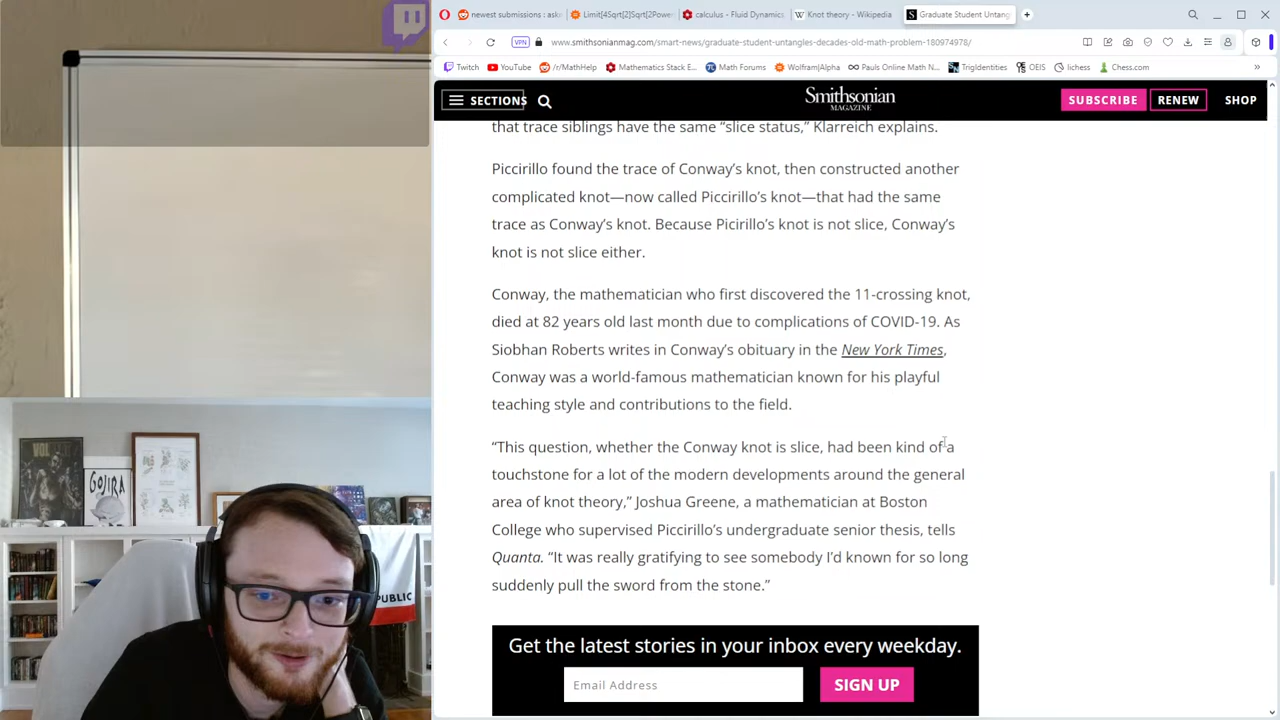 newest submissions : aske
Limit[4Sqrt[2]Sqrt[2Power
calculus - Fluid Dynamics
Knot theory - Wikipedia
Graduate Student Untang
VPN
www.smithsonianmag.com/smart-news/graduate-student-untangles-decades-old-math-problem-180974978/
Twitch
YouTube
/r/MathHelp
Mathematics Stack E...
Math Forums
Wolfram|Alpha
Pauls Online Math N...
TrigIdentities
OEIS
lichess
Chess.com
SECTIONS
Smithsonian
MAGAZINE
SUBSCRIBE
RENEW
SHOP
that trace siblings have the same “slice status,” Klarreich explains.
Piccirillo found the trace of Conway’s knot, then constructed another
complicated knot—now called Piccirillo’s knot—that had the same
trace as Conway’s knot. Because Picirillo’s knot is not slice, Conway’s
knot is not slice either.
Conway, the mathematician who first discovered the 11-crossing knot,
died at 82 years old last month due to complications of COVID-19. As
Siobhan Roberts writes in Conway’s obituary in the New York Times,
Conway was a world-famous mathematician known for his playful
teaching style and contributions to the field.
“This question, whether the Conway knot is slice, had been kind of a
touchstone for a lot of the modern developments around the general
area of knot theory,” Joshua Greene, a mathematician at Boston
College who supervised Piccirillo’s undergraduate senior thesis, tells
Quanta. “It was really gratifying to see somebody I’d known for so long
suddenly pull the sword from the stone.”
Get the latest stories in your inbox every weekday.
Email Address
SIGN UP
VOL
GOJIRA
PUBLIC